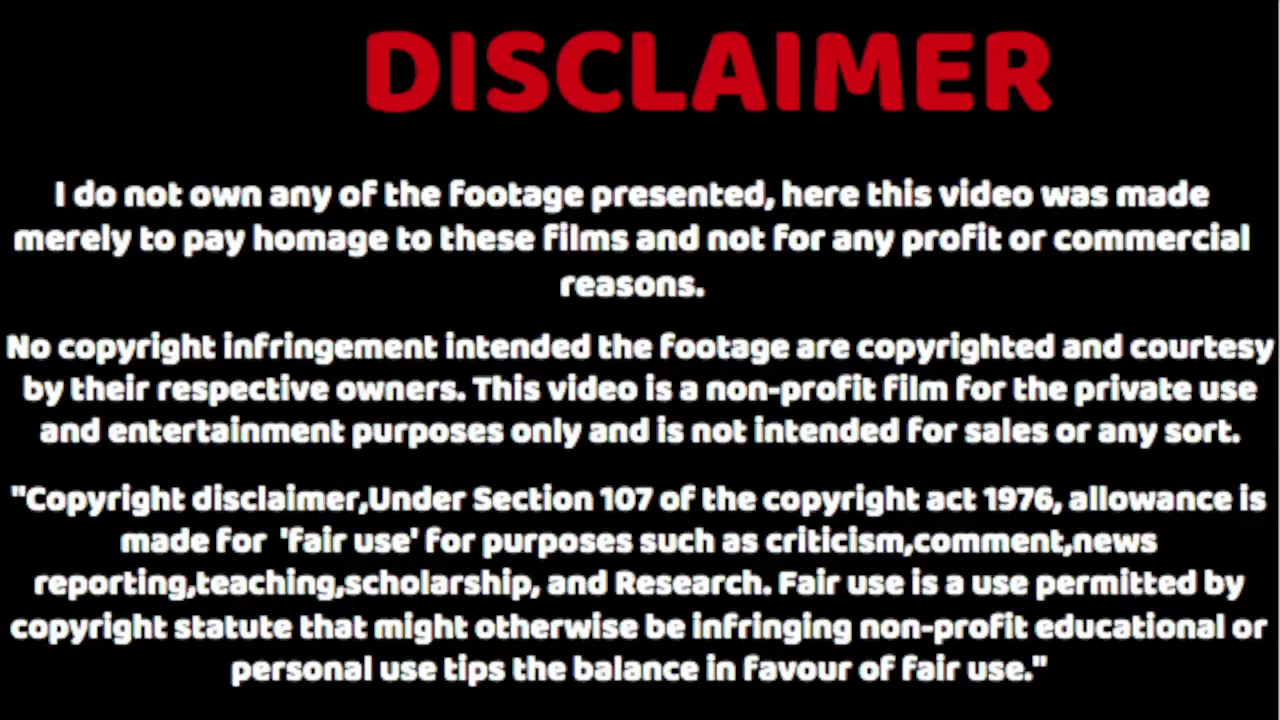 DISCLAIMER
I do not own any of the footage presented, here this video was made
merely to pay homage to these films and not for any profit or commercial
reasons.
No copyright infringement intended the footage are copyrighted and courtesy
by their respective owners. This video is a non-profit film for the private use
and entertainment purposes only and is not intended for sales or any sort.
"Copyright disclaimer,Under Section 107 of the copyright act 1976, allowance is
made for 'fair use' for purposes such as criticism,comment,news
reporting,teaching,scholarship, and Research. Fair use is a use permitted by
copyright statute that might otherwise be infringing non-profit educational or
personal use tips the balance in favour of fair use."